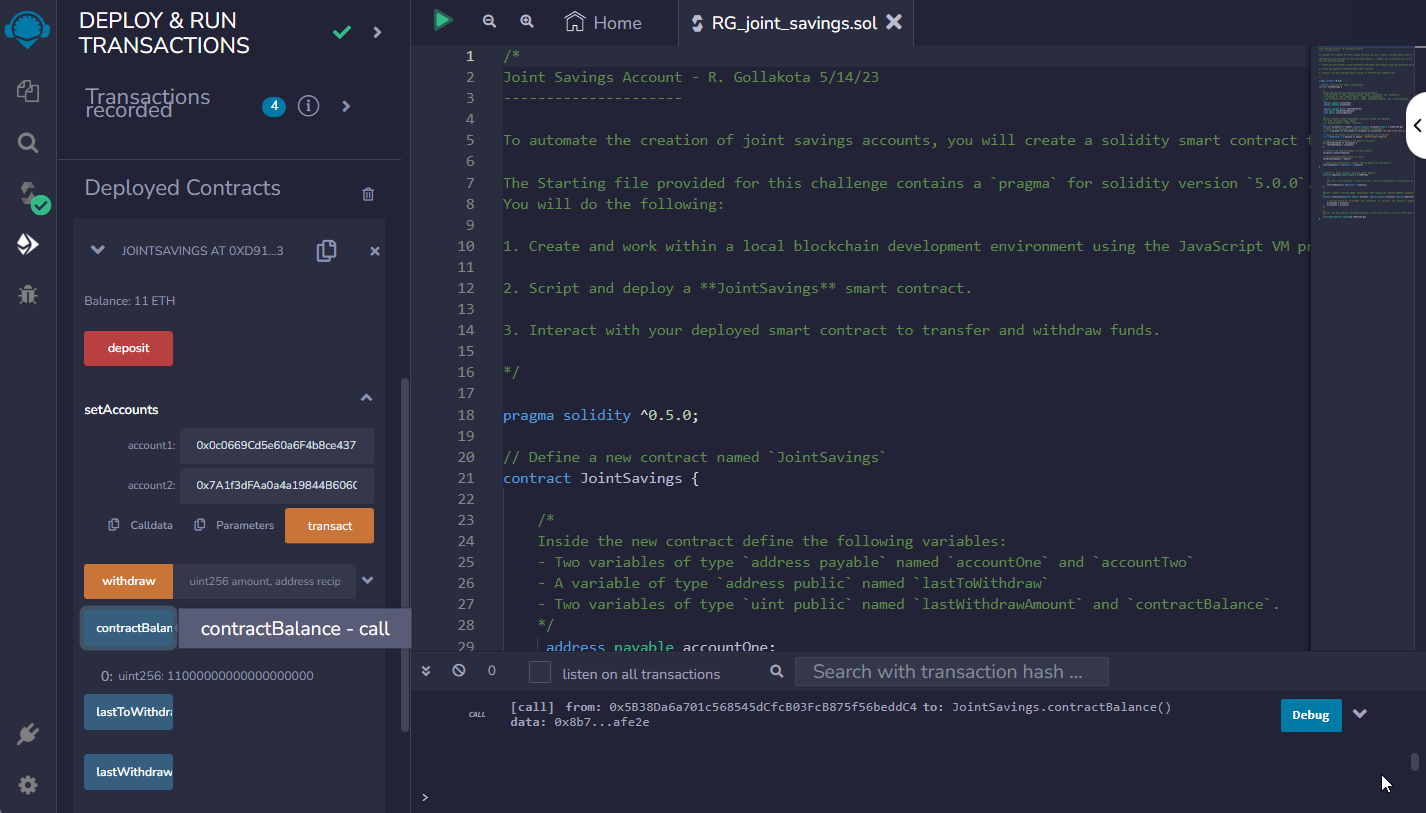 DEPLOY & RUN
TRANSACTIONS
Transactions
recorded
4
i
Deployed Contracts
JOINTSAVINGS AT 0XD91...3
Balance: 11 ETH
deposit
setAccounts
account1:
0x0c0669Cd5e60a6F4b8ce437
account2:
0x7A1f3dFAa0a4a19844B606C
Calldata
Parameters
transact
withdraw
uint256 amount, address recip
contractBalan
contractBalance - call
0: uint256: 11000000000000000000
lastToWithdra
lastWithdraw
Home
RG_joint_savings.sol
1 /*
2 Joint Savings Account - R. Gollakota 5/14/23
3 ---------------------
4
5 To automate the creation of joint savings accounts, you will create a solidity smart contract
6
7 The Starting file provided for this challenge contains a `pragma` for solidity version `5.0.0`.
8 You will do the following:
9
10 1. Create and work within a local blockchain development environment using the JavaScript VM pr
11
12 2. Script and deploy a **JointSavings** smart contract.
13
14 3. Interact with your deployed smart contract to transfer and withdraw funds.
15
16 */
17
18 pragma solidity ^0.5.0;
19
20 // Define a new contract named `JointSavings`
21 contract JointSavings {
22
23 /*
24 Inside the new contract define the following variables:
25 - Two variables of type `address payable` named `accountOne` and `accountTwo`
26 - A variable of type `address public` named `lastToWithdraw`
27 - Two variables of type `uint public` named `lastWithdrawAmount` and `contractBalance`.
28 */
29 address payable accountOne;
0
listen on all transactions
Search with transaction hash ...
CALL
[call] from: 0x5B38Da6a701c568545dCfcB03FcB875f56beddC4 to: JointSavings.contractBalance()
data: 0x8b7...afe2e
Debug
>